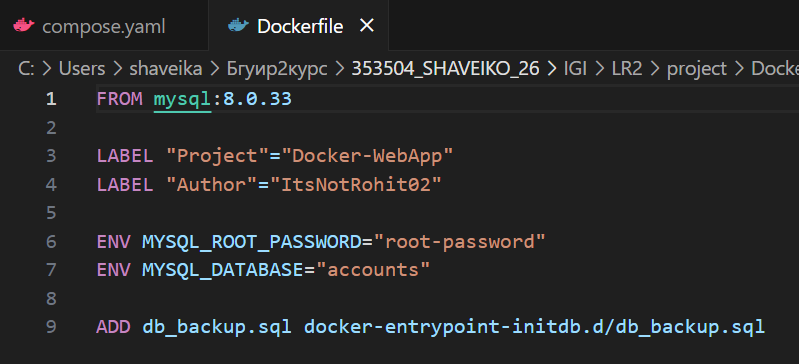 compose.yaml
Dockerfile
C: > Users > shaveika > Бгуир2курс > 353504_SHAVEIKO_26 > IGI > LR2 > project > Docke
1 FROM mysql:8.0.33
2
3 LABEL "Project"="Docker-WebApp"
4 LABEL "Author"="ItsNotRohit02"
5
6 ENV MYSQL_ROOT_PASSWORD="root-password"
7 ENV MYSQL_DATABASE="accounts"
8
9 ADD db_backup.sql docker-entrypoint-initdb.d/db_backup.sql